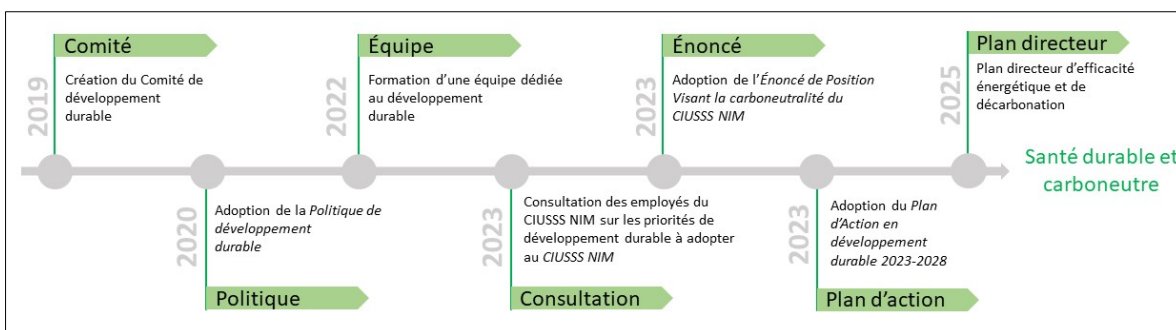 Comité
2019
Création du Comité de
développement
durable
2020
Adoption de la Politique de
développement
durable
Politique
Équipe
2022
Formation d'une équipe dédiée
au développement
durable
2023
Consultation des employés du
CIUSSS NIM sur les priorités de
développement durable à adopter
au CIUSSS NIM
Consultation
Énoncé
2023
Adoption de l'Énoncé de Position
Visant la carboneutralité du
CIUSSS NIM
2023
Adoption du Plan
d'Action en
développement
durable 2023-2028
Plan d'action
Plan directeur
2025
Plan directeur d'efficacité
énergétique et de
décarbonation
Santé durable et
carboneutre